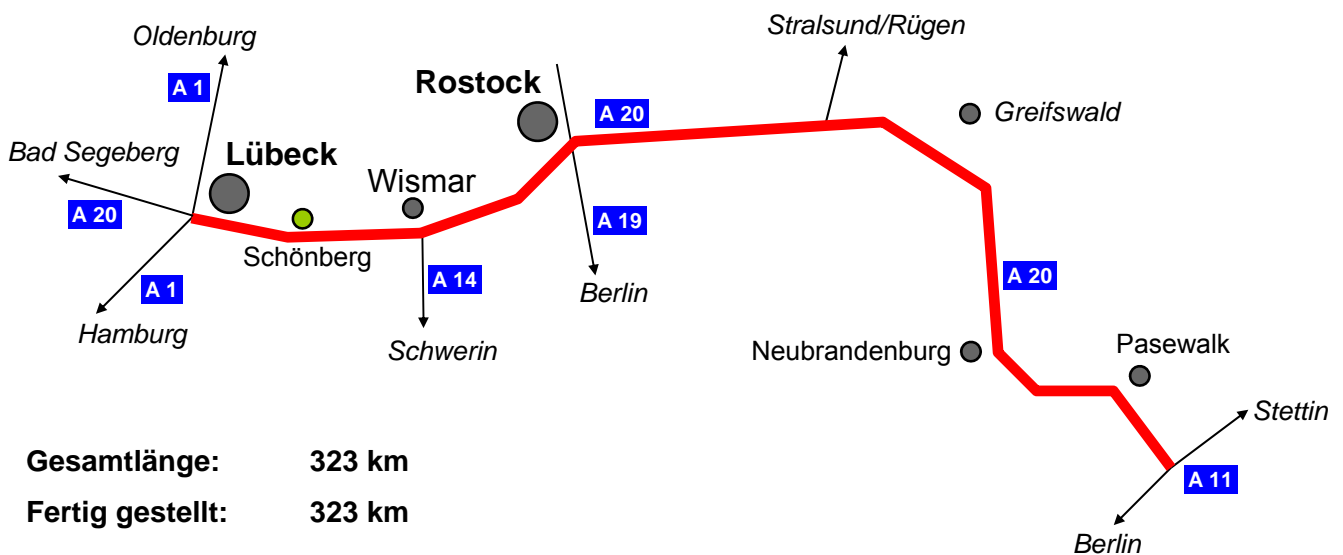 Oldenburg
Stralsund/Rügen
A 1
Rostock
A 20
Greifswald
Bad Segeberg
Lübeck
Wismar
A 20
A 19
Schönberg
A 14
A 1
A 20
Berlin
Hamburg
Schwerin
Neubrandenburg
Pasewalk
Stettin
Gesamtlänge: 323 km
A 11
Fertig gestellt: 323 km
Berlin